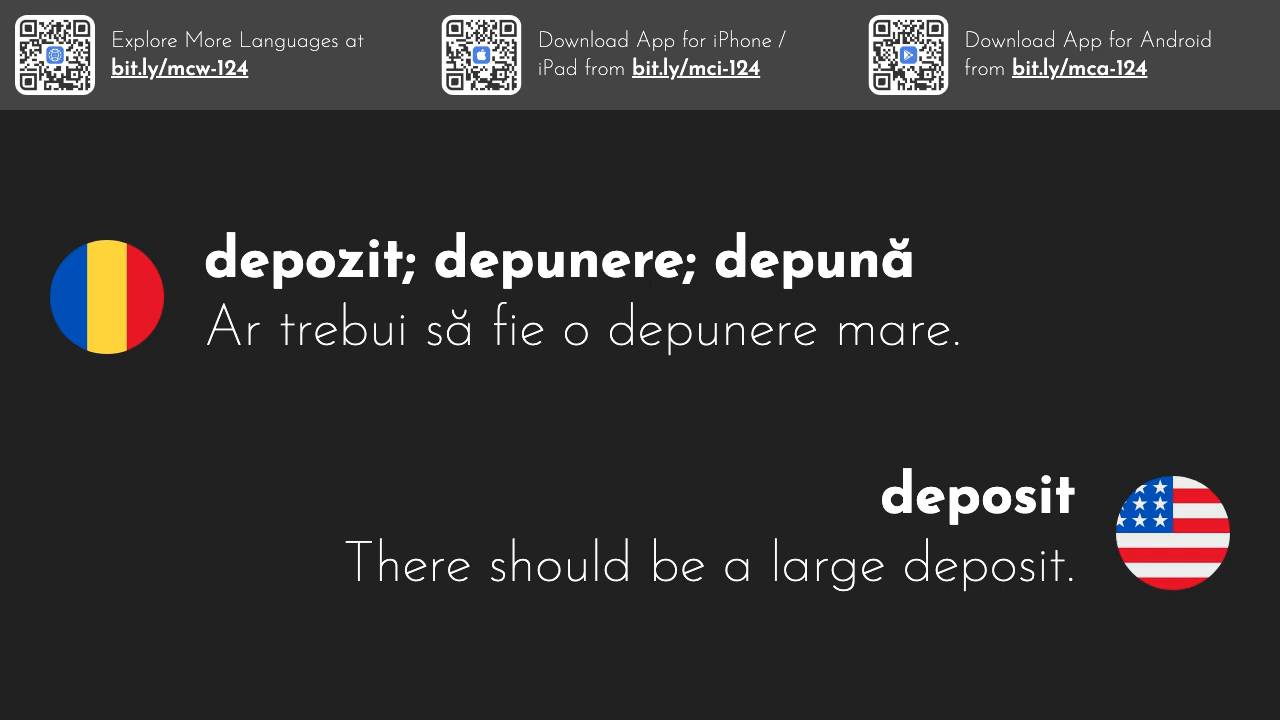 Explore More Languages at
bit.ly/mcw-124
Download App for iPhone /
iPad from bit.ly/mci-124
Download App for Android
from bit.ly/mca-124
depozit; depunere; depună
Ar trebui să fie o depunere mare.
deposit
There should be a large deposit.